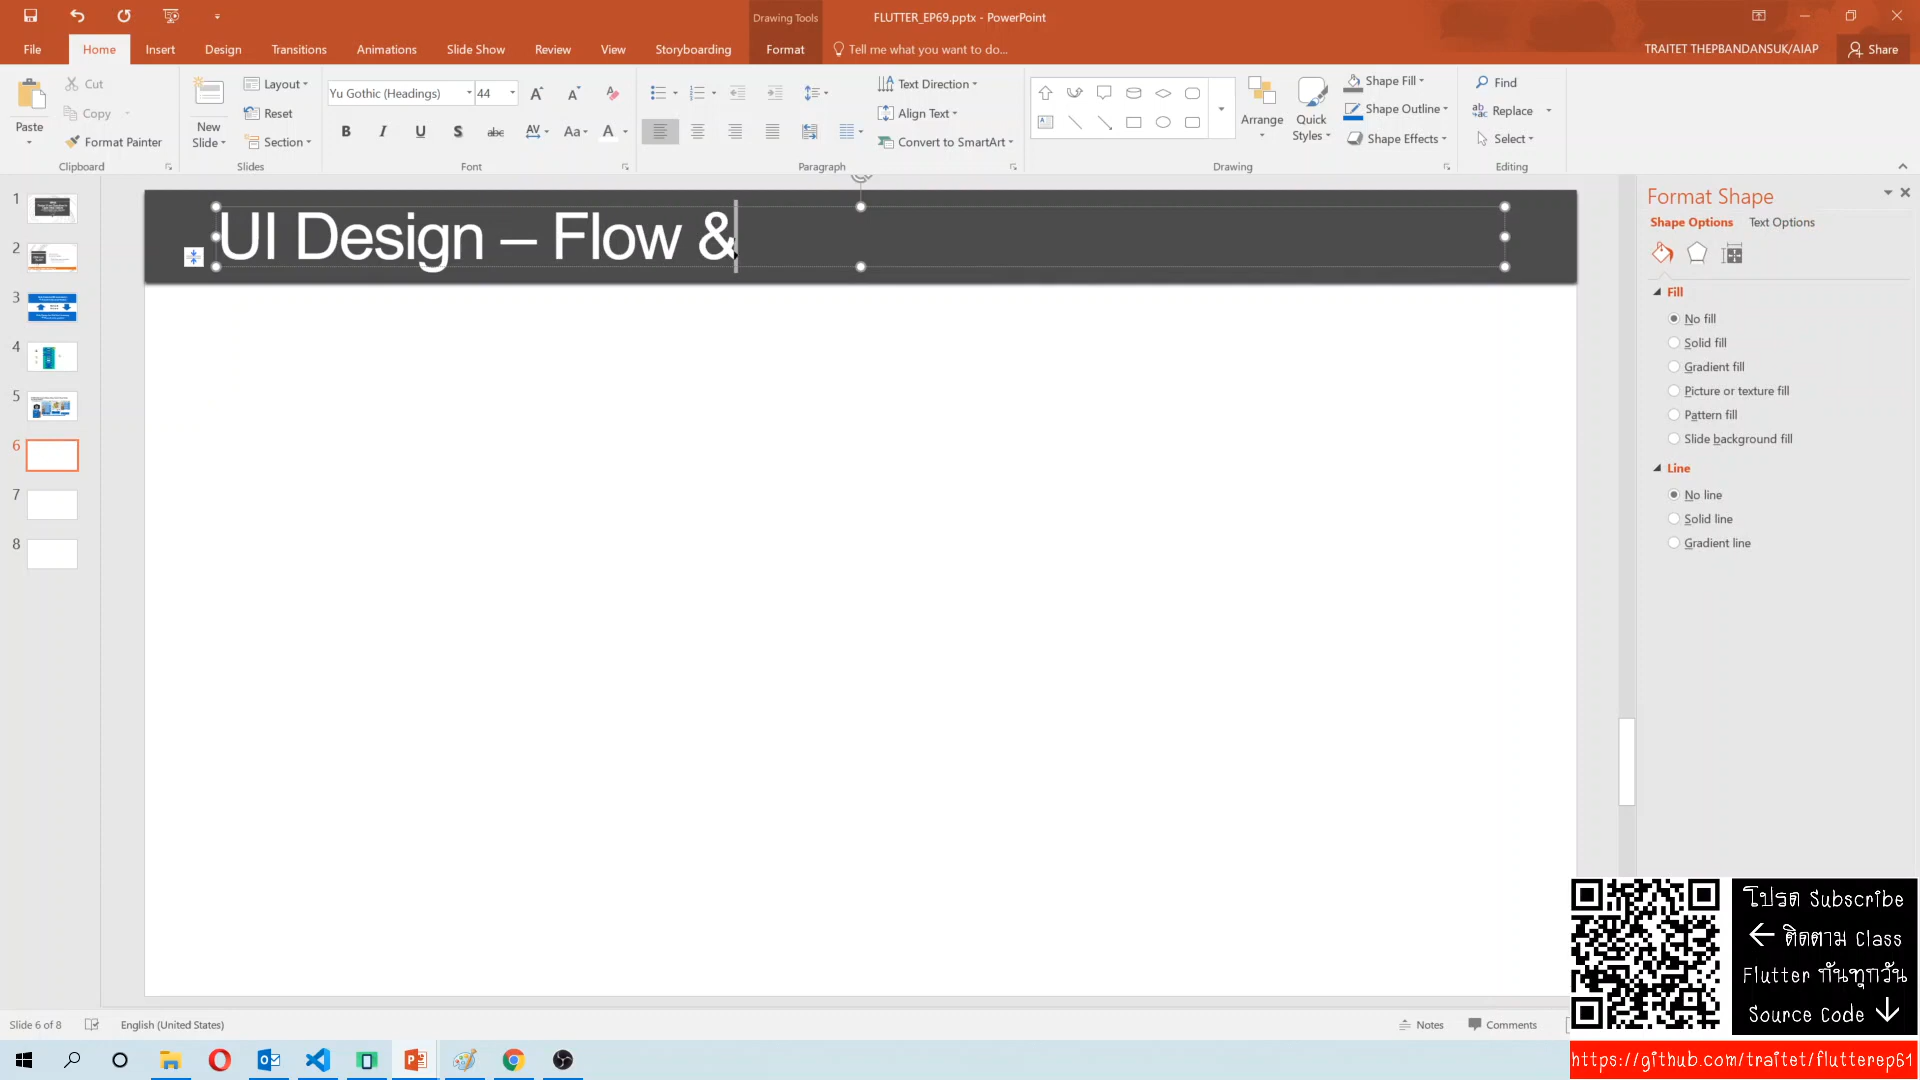 FLUTTER_EP69.pptx - PowerPoint
Drawing Tools
File Home Insert Design Transitions Animations Slide Show Review View Storyboarding Format Tell me what you want to do...
TRAITET THEPBANDANSUK/AIAP Share
Paste
Cut
Copy
Format Painter
Clipboard
New Slide
Layout
Reset
Section
Slides
Yu Gothic (Headings) 44
B I U S abc AV Aa A
Font
Text Direction
Align Text
Convert to SmartArt
Paragraph
Arrange
Quick Styles
Shape Fill
Shape Outline
Shape Effects
Drawing
Find
Replace
Select
Editing
1
2
3
4
5
6
7
8
UI Design – Flow &
Format Shape
Shape Options Text Options
Fill
No fill
Solid fill
Gradient fill
Picture or texture fill
Pattern fill
Slide background fill
Line
No line
Solid line
Gradient line
โปรด Subscribe
← ติดตาม Class
Flutter กันทุกวัน
Source Code ↓
https://github.com/traitet/flutterep61
Slide 6 of 8 English (United States) Notes Comments